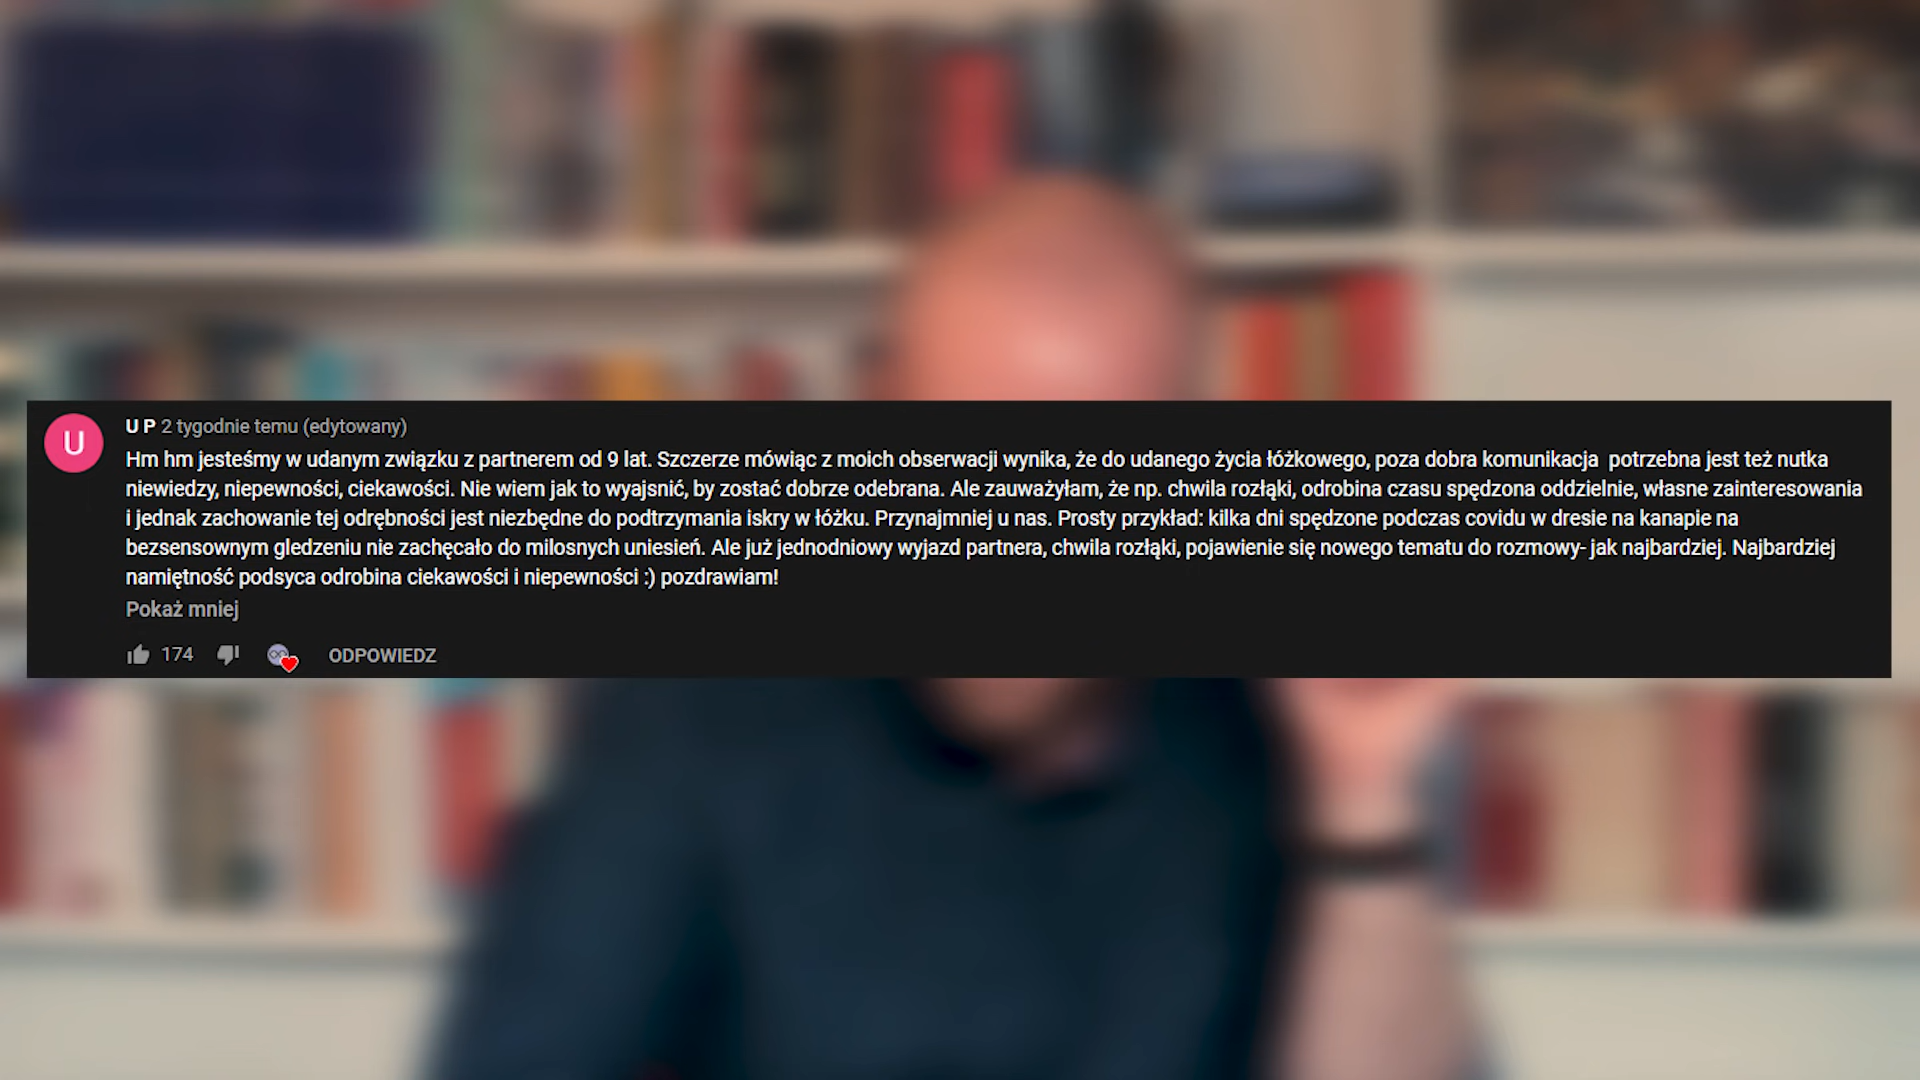 U
U P 2 tygodnie temu (edytowany)
Hm hm jesteśmy w udanym związku z partnerem od 9 lat. Szczerze mówiąc z moich obserwacji wynika, że do udanego życia łóżkowego, poza dobra komunikacja  potrzebna jest też nutka
niewiedzy, niepewności, ciekawości. Nie wiem jak to wyajsnić, by zostać dobrze odebrana. Ale zauważyłam, że np. chwila rozłąki, odrobina czasu spędzona oddzielnie, własne zainteresowania
i jednak zachowanie tej odrębności jest niezbędne do podtrzymania iskry w łóżku. Przynajmniej u nas. Prosty przykład: kilka dni spędzone podczas covidu w dresie na kanapie na
bezsensownym gledzeniu nie zachęcało do milosnych uniesień. Ale już jednodniowy wyjazd partnera, chwila rozłąki, pojawienie się nowego tematu do rozmowy- jak najbardziej. Najbardziej
namiętność podsyca odrobina ciekawości i niepewności :) pozdrawiam!
Pokaż mniej
174 ODPOWIEDZ